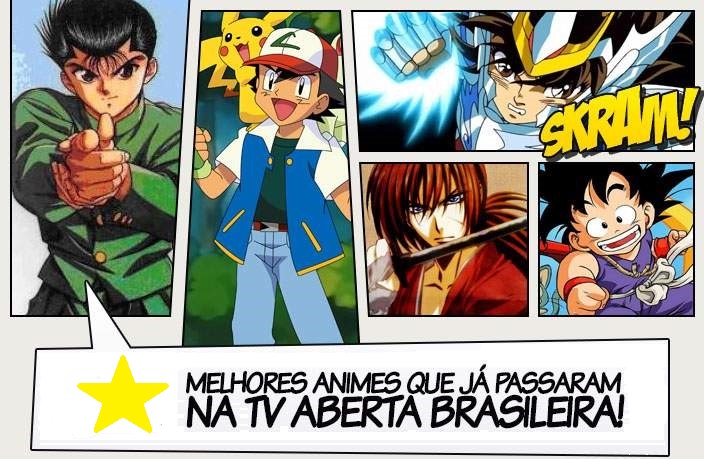 SKRAM!
MELHORES ANIMES QUE JÁ PASSARAM
NA TV ABERTA BRASILEIRA!